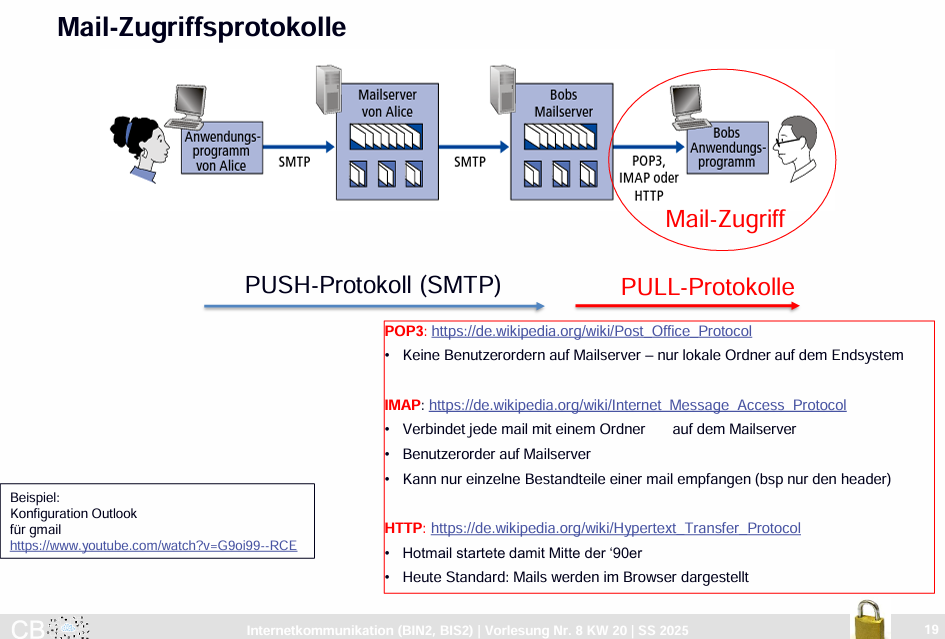 Mail-Zugriffsprotokolle
Mailserver
von Alice
Bobs
Mailserver
Anwendungs-
programm
von Alice
SMTP
SMTP
POP3,
IMAP oder
HTTP
Bobs
Anwendungs-
programm
Mail-Zugriff
PUSH-Protokoll (SMTP)
PULL-Protokolle
POP3: https://de.wikipedia.org/wiki/Post_Office_Protocol
• Keine Benutzerordern auf Mailserver – nur lokale Ordner auf dem Endsystem
IMAP: https://de.wikipedia.org/wiki/Internet_Message_Access_Protocol
• Verbindet jede mail mit einem Ordner auf dem Mailserver
• Benutzerorder auf Mailserver
• Kann nur einzelne Bestandteile einer mail empfangen (bsp nur den header)
HTTP: https://de.wikipedia.org/wiki/Hypertext_Transfer_Protocol
• Hotmail startete damit Mitte der ‘90er
• Heute Standard: Mails werden im Browser dargestellt
Beispiel:
Konfiguration Outlook
für gmail
https://www.youtube.com/watch?v=G9oi99--RCE
CB
Internetkommunikation (BIN2, BIS2) | Vorlesung Nr. 8 KW 20 | SS 2025
19